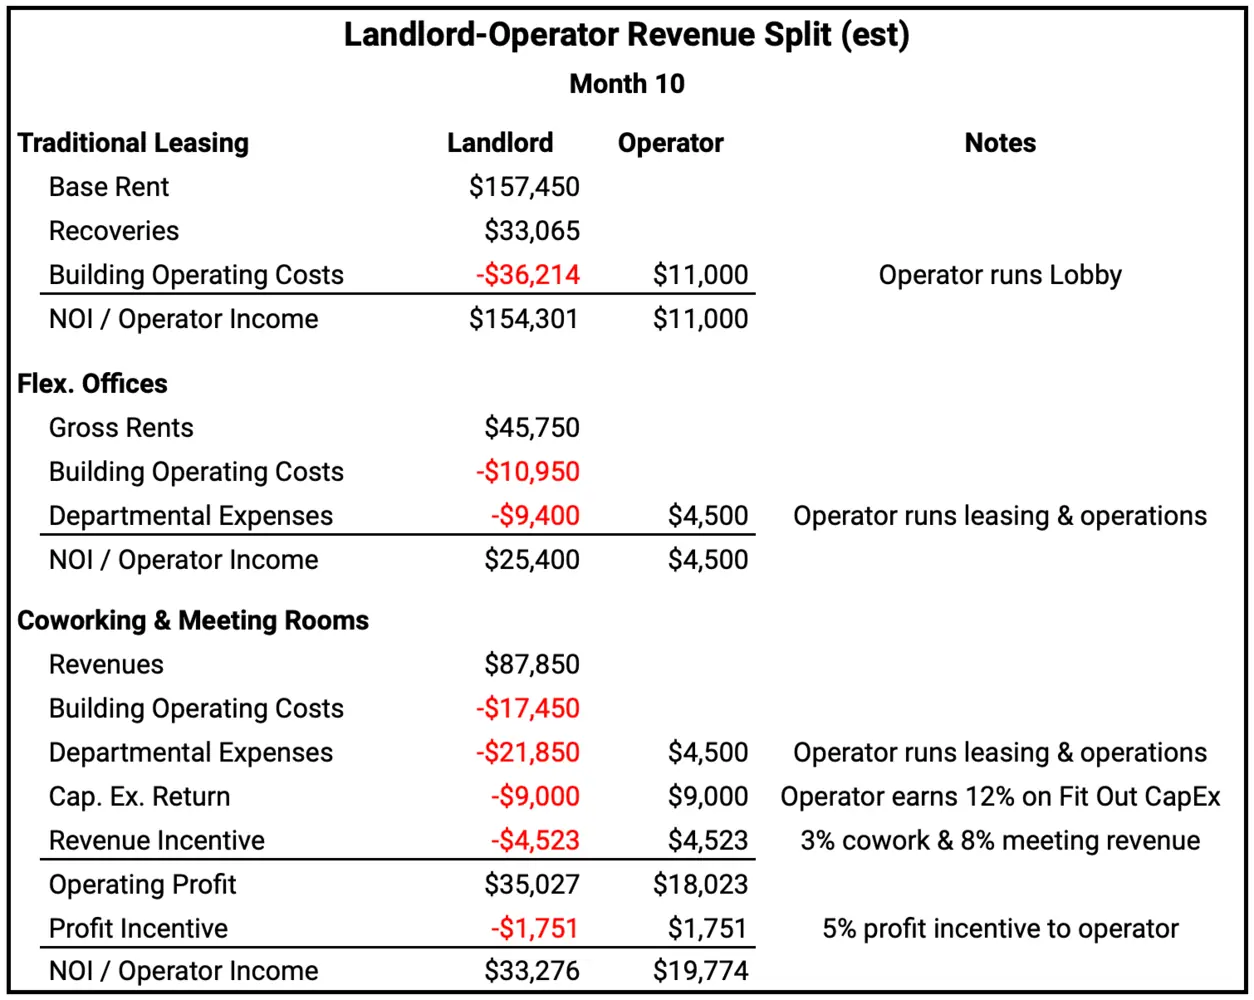 Landlord-Operator Revenue Split (est)
Month 10
Traditional Leasing Landlord Operator Notes
Base Rent $157,450
Recoveries $33,065
Building Operating Costs -$36,214 $11,000 Operator runs Lobby
NOI / Operator Income $154,301 $11,000
Flex. Offices
Gross Rents $45,750
Building Operating Costs -$10,950
Departmental Expenses -$9,400 $4,500 Operator runs leasing & operations
NOI / Operator Income $25,400 $4,500
Coworking & Meeting Rooms
Revenues $87,850
Building Operating Costs -$17,450
Departmental Expenses -$21,850 $4,500 Operator runs leasing & operations
Cap. Ex. Return -$9,000 $9,000 Operator earns 12% on Fit Out CapEx
Revenue Incentive -$4,523 $4,523 3% cowork & 8% meeting revenue
Operating Profit $35,027 $18,023
Profit Incentive -$1,751 $1,751 5% profit incentive to operator
NOI / Operator Income $33,276 $19,774